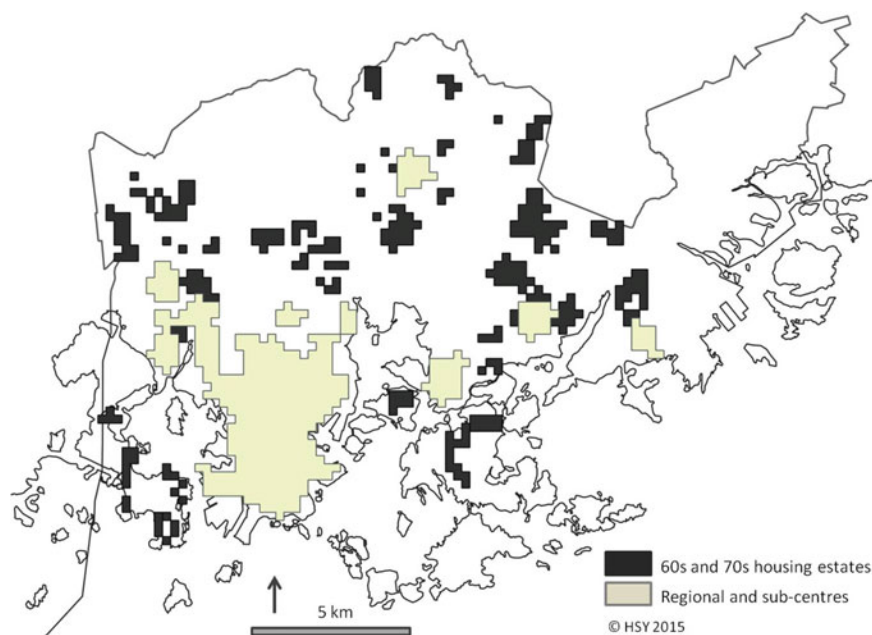 60s and 70s housing estates
Regional and sub-centres
© HSY 2015
5 km